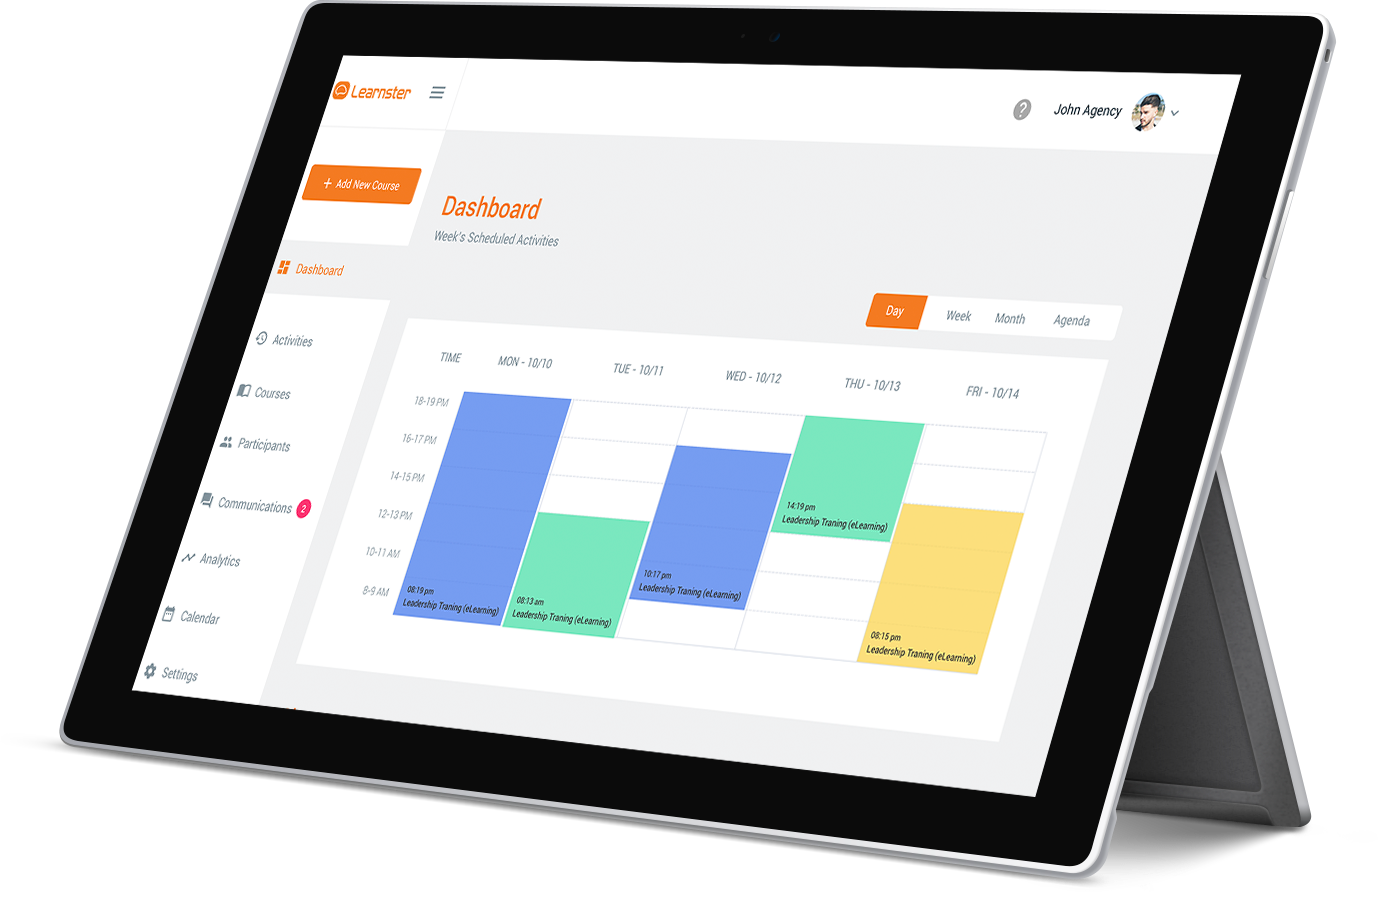 Learnster
?
John Agency
+ Add New Course
Dashboard
Week's Scheduled Activities
Dashboard
Activities
Courses
Participants
Communications 2
Analytics
Calendar
Settings
Day Week Month Agenda
TIME MON - 10/10 TUE - 10/11 WED - 10/12 THU - 10/13 FRI - 10/14
18-19 PM
16-17 PM
14-15 PM
12-13 PM
10-11 AM
8-9 AM
08:19 pm
Leadership Traning (eLearning)
08:13 am
Leadership Traning (eLearning)
10:17 pm
Leadership Traning (eLearning)
14:19 pm
Leadership Traning (eLearning)
08:15 pm
Leadership Traning (eLearning)